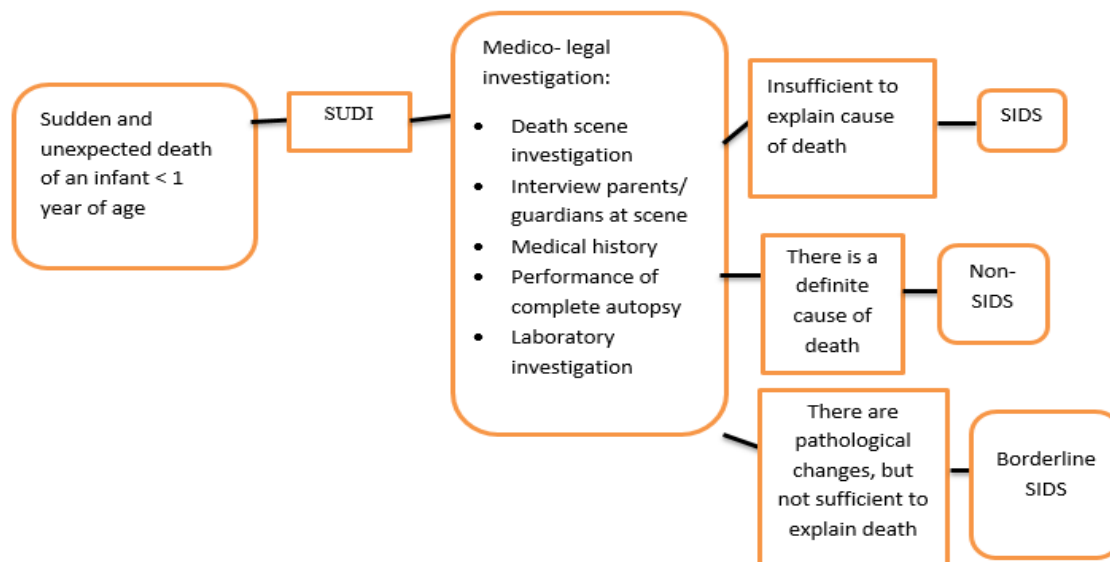 Sudden and
unexpected death
of an infant < 1
year of age
SUDI
Medico- legal
investigation:
• Death scene
investigation
• Interview parents/
guardians at scene
• Medical history
• Performance of
complete autopsy
• Laboratory
investigation
Insufficient to
explain cause
of death
SIDS
There is a
definite
cause of
death
Non-
SIDS
There are
pathological
changes, but
not sufficient to
explain death
Borderline
SIDS